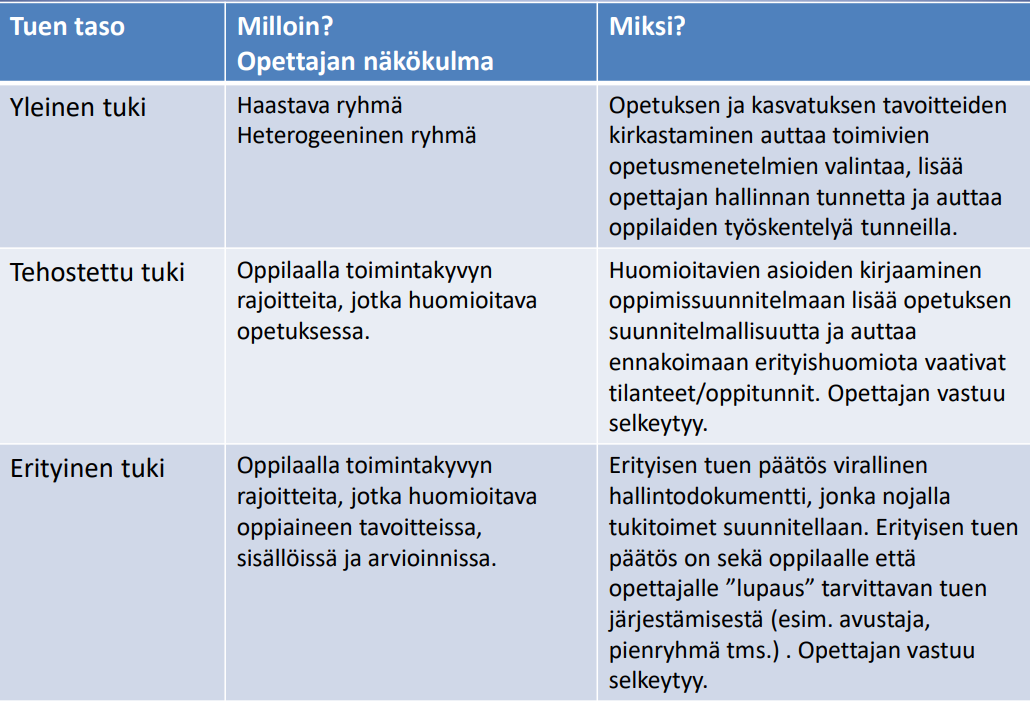 Tuen taso
Milloin?
Opettajan näkökulma
Miksi?
Yleinen tuki
Haastava ryhmä
Heterogeeninen ryhmä
Opetuksen ja kasvatuksen tavoitteiden
kirkastaminen auttaa toimivien
opetusmenetelmien valintaa, lisää
opettajan hallinnan tunnetta ja auttaa
oppilaiden työskentelyä tunneilla.
Tehostettu tuki
Oppilaalla toimintakyvyn
rajoitteita, jotka huomioitava
opetuksessa.
Huomioitavien asioiden kirjaaminen
oppimissuunnitelmaan lisää opetuksen
suunnitelmallisuutta ja auttaa
ennakoimaan erityishuomiota vaativat
tilanteet/oppitunnit. Opettajan vastuu
selkeytyy.
Erityinen tuki
Oppilaalla toimintakyvyn
rajoitteita, jotka huomioitava
oppiaineen tavoitteissa,
sisällöissä ja arvioinnissa.
Erityisen tuen päätös virallinen
hallintodokumentti, jonka nojalla
tukitoimet suunnitellaan. Erityisen tuen
päätös on sekä oppilaalle että
opettajalle ”lupaus” tarvittavan tuen
järjestämisestä (esim. avustaja,
pienryhmä tms.) . Opettajan vastuu
selkeytyy.